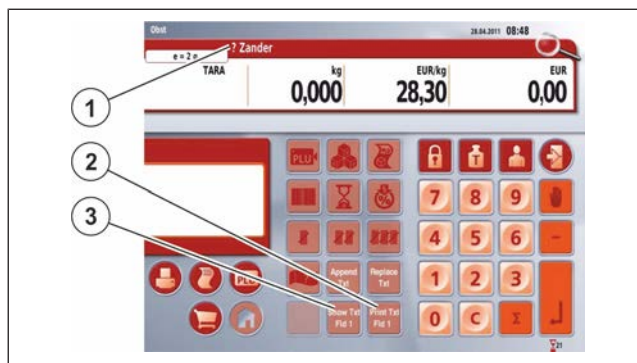 Obst
28.04.2011 08:48
? Zander
e = 2 g
TARA
kg
EUR/kg
EUR
0,000
28,30
0,00
1
2
3
PLU
T
7
8
9
4
5
6
-
PLU
Append
Txt
Replace
Txt
1
2
3
Show Txt
Fld 1
Print Txt
Fld 1
0
C
Σ
21